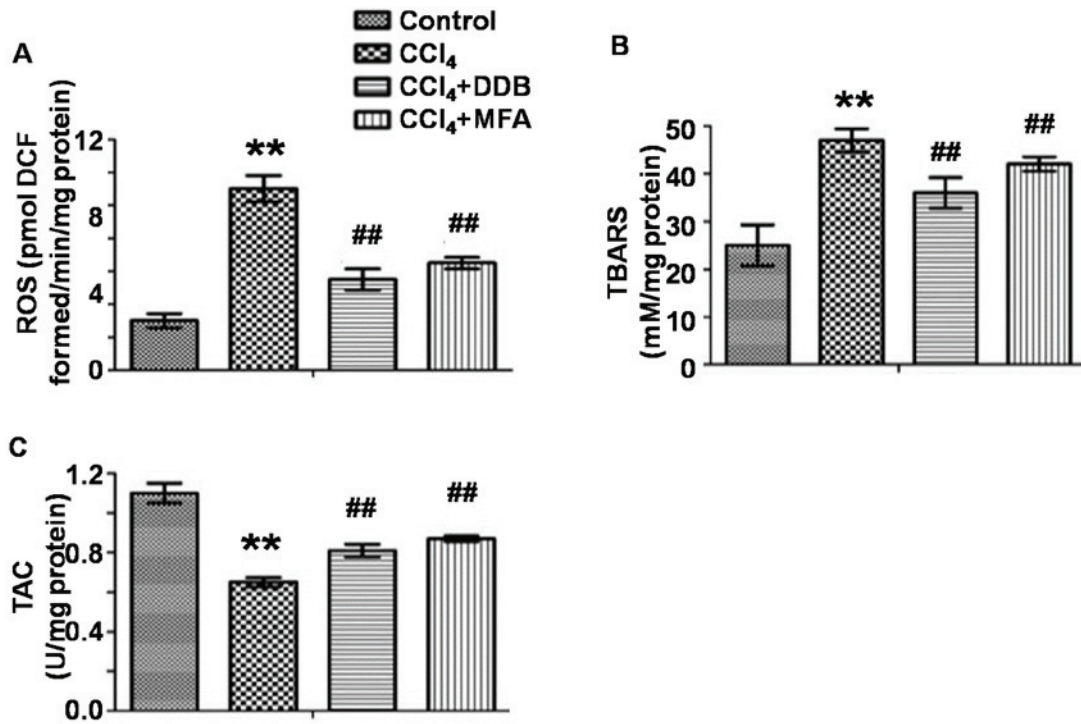 A
Control
CCl₄
CCl₄+DDB
CCl₄+MFA
ROS (pmol DCF
formed/min/mg protein)
12
8
4
0
**
##
##
B
TBARS
(mM/mg protein)
50
40
30
20
10
0
**
##
##
C
TAC
(U/mg protein)
1.2
0.8
0.4
0.0
**
##
##